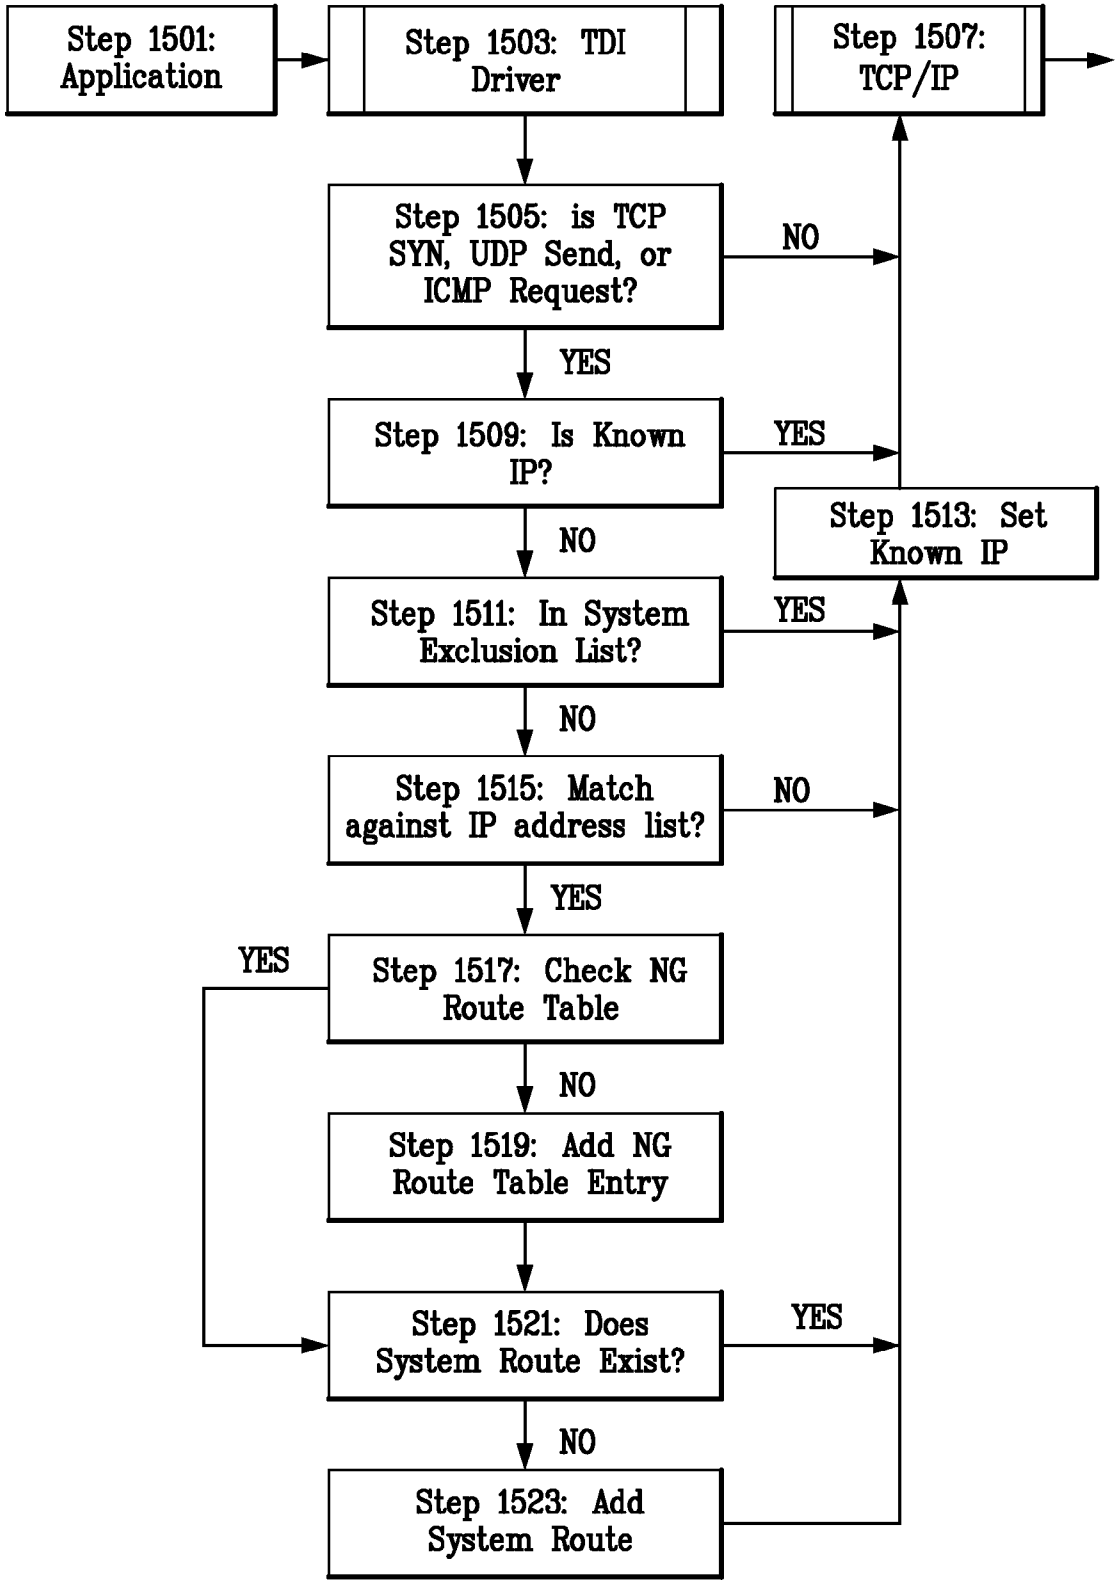 Step 1501:
Application
Step 1503: TDI
Driver
Step 1507:
TCP/IP
Step 1505: is TCP
SYN, UDP Send, or
ICMP Request?
NO
YES
Step 1509: Is Known
IP?
YES
NO
Step 1513: Set
Known IP
Step 1511: In System
Exclusion List?
YES
NO
Step 1515: Match
against IP address list?
NO
YES
YES
Step 1517: Check NG
Route Table
NO
Step 1519: Add NG
Route Table Entry
Step 1521: Does
System Route Exist?
YES
NO
Step 1523: Add
System Route